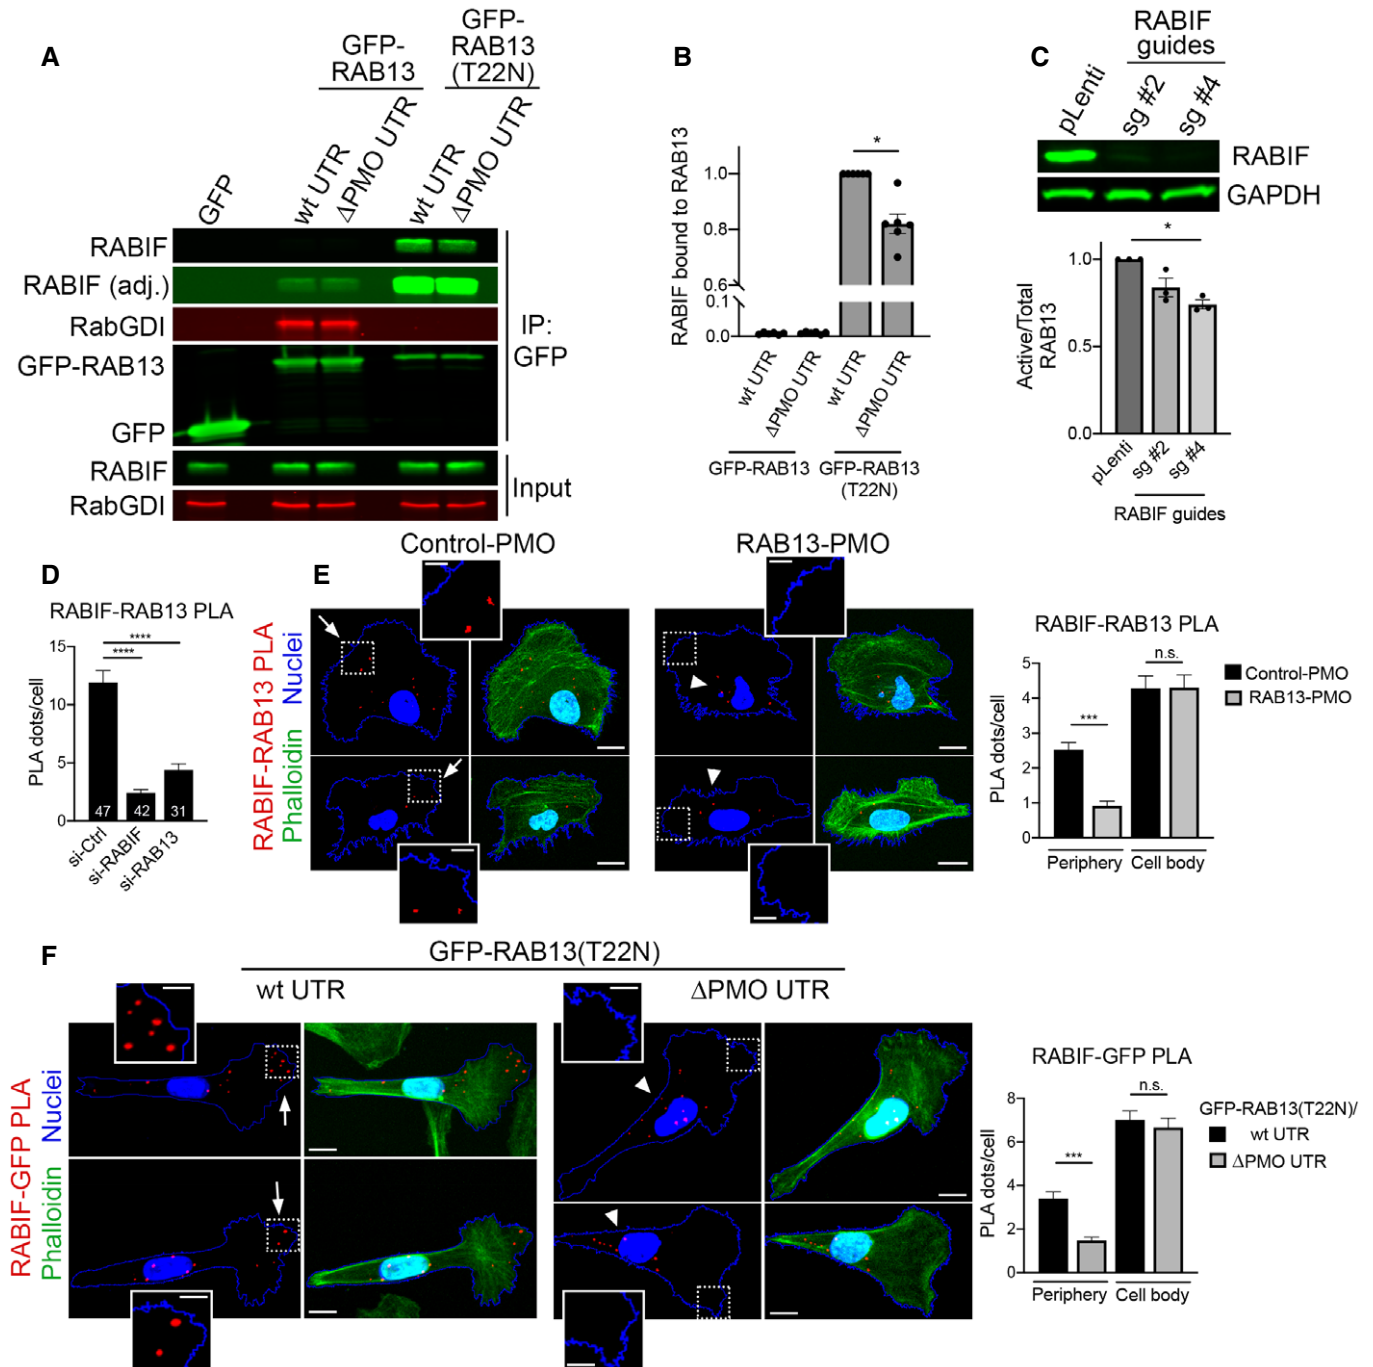 A
GFP-
RAB13
GFP-
RAB13
(T22N)
GFP
wt UTR
ΔPMO UTR
wt UTR
ΔPMO UTR
RABIF
RABIF (adj.)
RabGDI
GFP-RAB13
GFP
IP:
GFP
RABIF
RabGDI
Input
B
RABIF bound to RAB13
1.0
0.8
0.6
0.1
0.0
*
wt UTR
ΔPMO UTR
wt UTR
ΔPMO UTR
GFP-RAB13
GFP-RAB13
(T22N)
C
RABIF
guides
pLenti
sg #2
sg #4
RABIF
GAPDH
Active/Total
RAB13
1.0
0.5
0.0
*
pLenti
sg #2
sg #4
RABIF guides
D
RABIF-RAB13 PLA
PLA dots/cell
15
10
5
0
****
****
47
42
31
si-Ctrl
si-RABIF
si-RAB13
E
Control-PMO
RAB13-PMO
RABIF-RAB13 PLA
Phalloidin Nuclei
RABIF-RAB13 PLA
PLA dots/cell
5
4
3
2
1
0
***
n.s.
Periphery
Cell body
Control-PMO
RAB13-PMO
F
GFP-RAB13(T22N)
wt UTR
ΔPMO UTR
RABIF-GFP PLA
Phalloidin Nuclei
RABIF-GFP PLA
PLA dots/cell
8
6
4
2
0
***
n.s.
Periphery
Cell body
GFP-RAB13(T22N)/
wt UTR
ΔPMO UTR